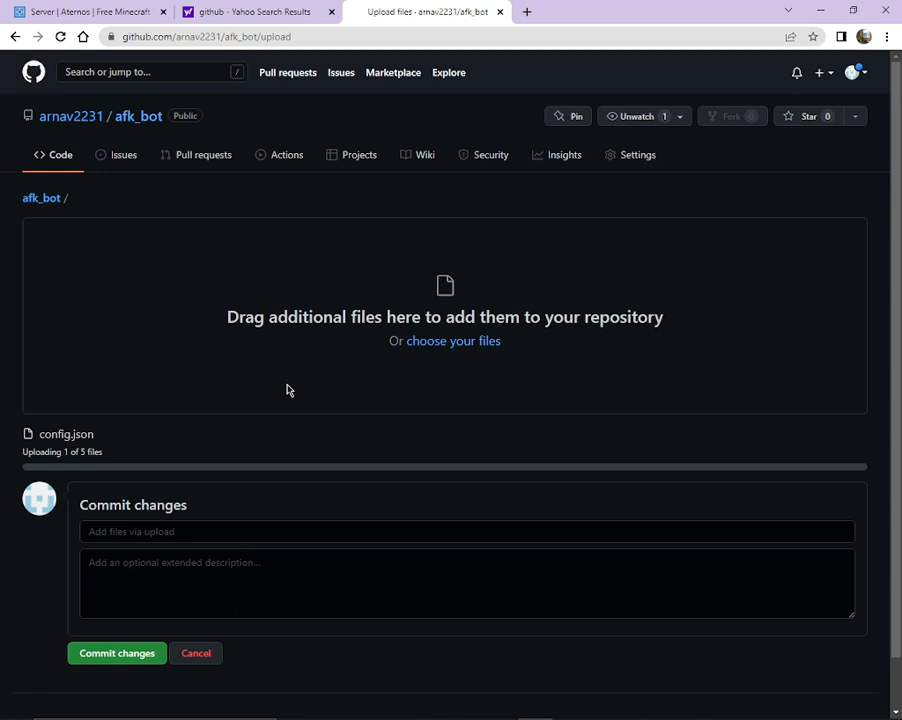 Server | Aternos | Free Minecraft
github - Yahoo Search Results
Upload files · arnav2231/afk_bot
github.com/arnav2231/afk_bot/upload
Search or jump to...
/
Pull requests
Issues
Marketplace
Explore
arnav2231 / afk_bot
Public
Pin
Unwatch 1
Fork 0
Star 0
<> Code
Issues
Pull requests
Actions
Projects
Wiki
Security
Insights
Settings
afk_bot /
Drag additional files here to add them to your repository
Or choose your files
config.json
Uploading 1 of 5 files
Commit changes
Add files via upload
Add an optional extended description...
Commit changes
Cancel